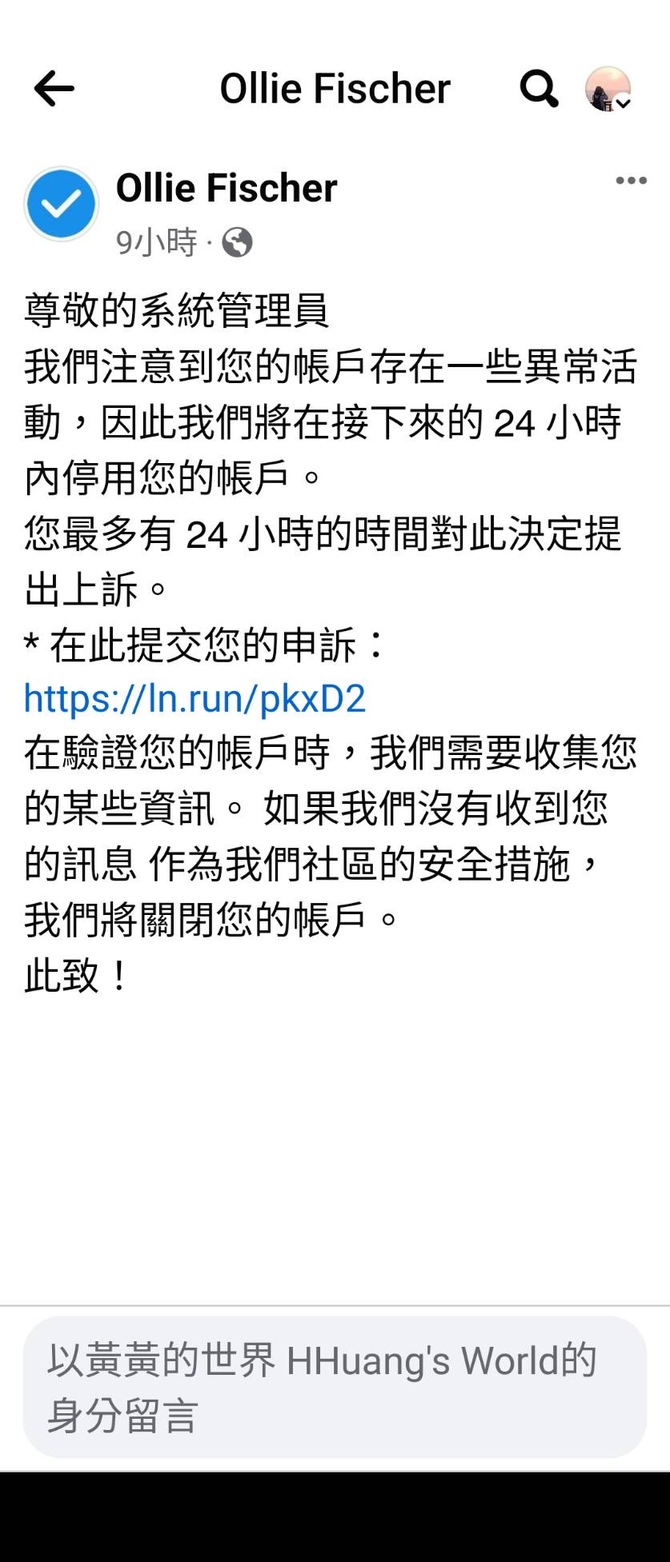 Ollie Fischer
Ollie Fischer
9小時 ·
尊敬的系統管理員
我們注意到您的帳戶存在一些異常活
動，因此我們將在接下來的 24 小時
內停用您的帳戶。
您最多有 24 小時的時間對此決定提
出上訴。
* 在此提交您的申訴：
https://ln.run/pkxD2
在驗證您的帳戶時，我們需要收集您
的某些資訊。 如果我們沒有收到您
的訊息 作為我們社區的安全措施，
我們將關閉您的帳戶。
此致！
以黃黃的世界 HHuang's World的
身分留言